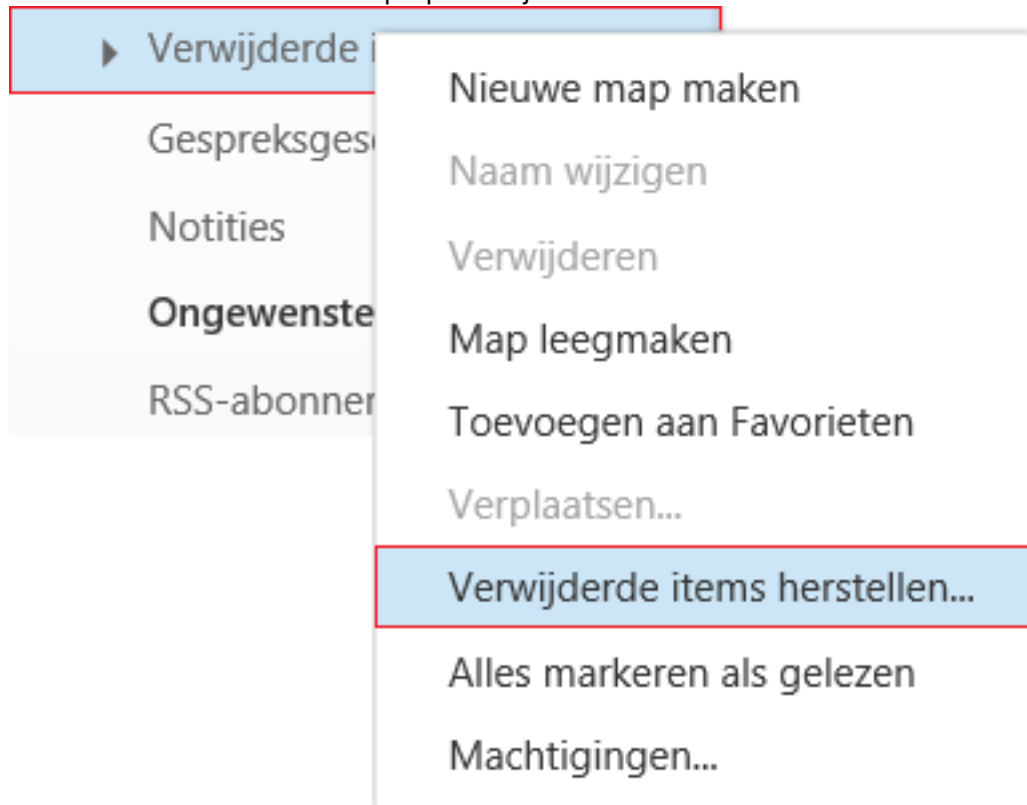 Verwijderde
Gespreksges
Notities
Ongewenste
RSS-abonne
Nieuwe map maken
Naam wijzigen
Verwijderen
Map leegmaken
Toevoegen aan Favorieten
Verplaatsen...
Verwijderde items herstellen...
Alles markeren als gelezen
Machtigingen...